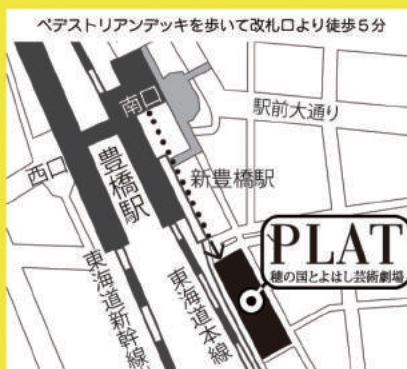 ペデストリアンデッキを歩いて改札口より徒歩5分
南口
駅前大通り
西口
豊橋駅
新豊橋駅
PLAT
穂の国とよはし芸術劇場
東海道新幹線
東海道本線